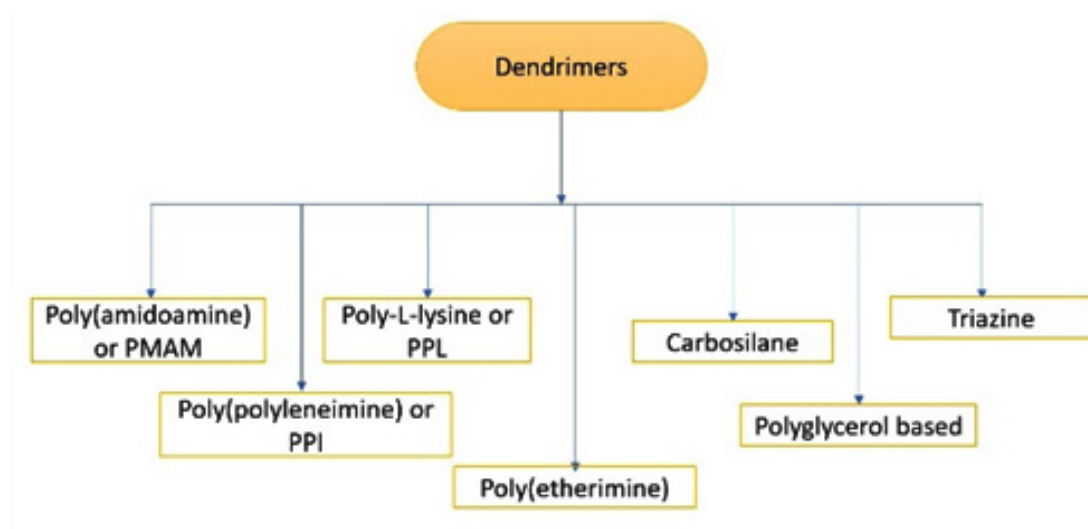 Dendrimers
Poly(amidoamine)
or PMAM
Poly(polyleneimine) or
PPI
Poly-L-lysine or
PPL
Poly(etherimine)
Carbosilane
Polyglycerol based
Triazine